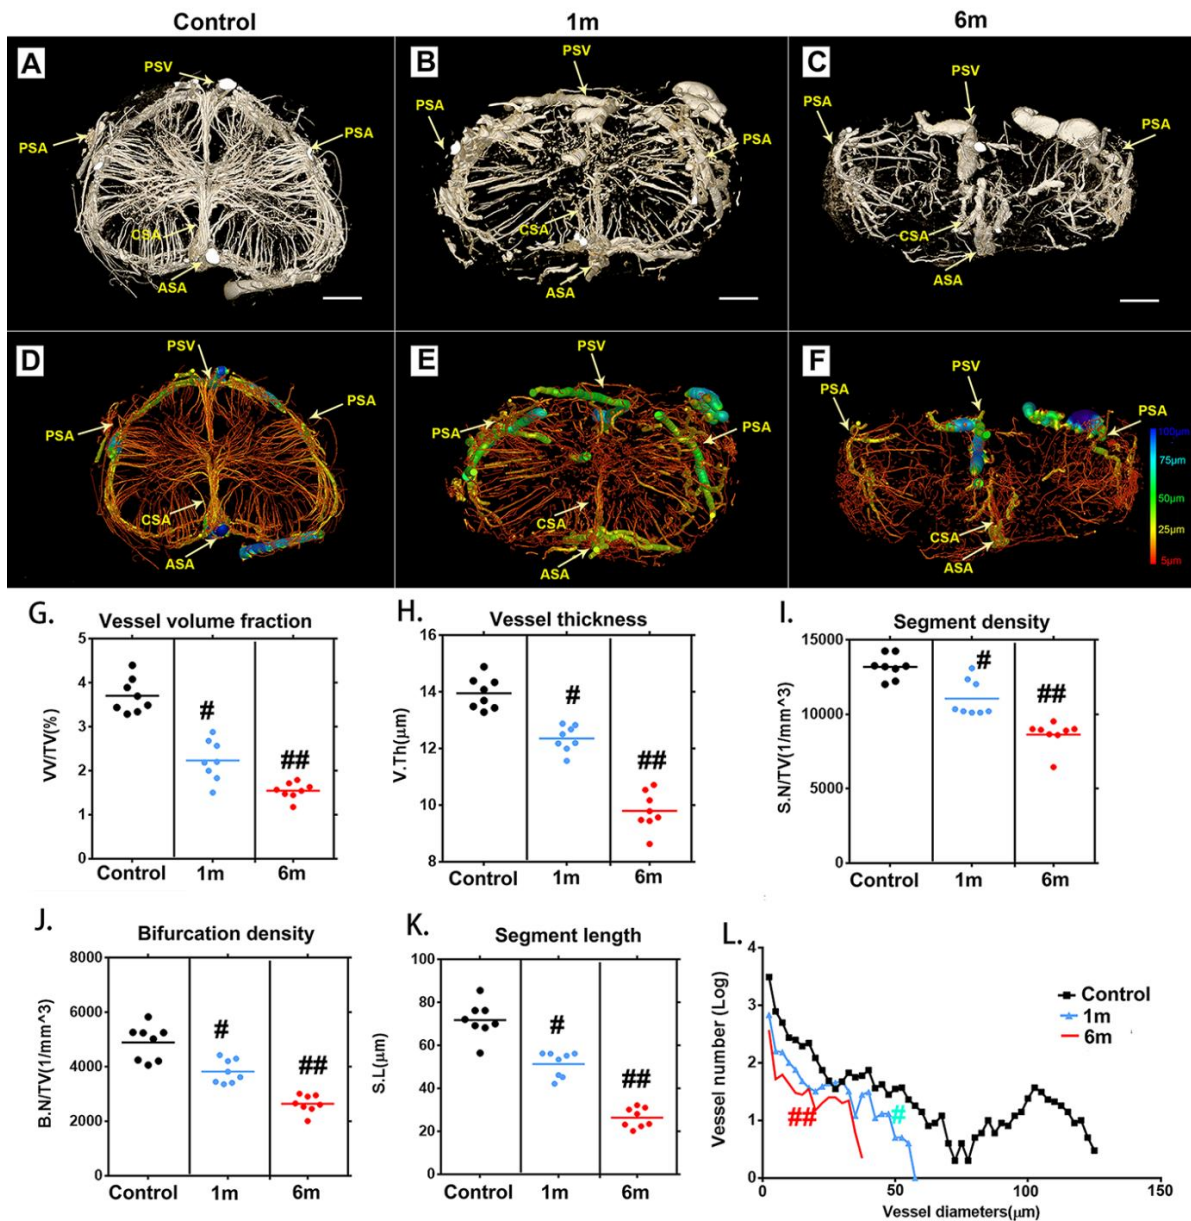 Control 1m 6m
A
PSV
PSA
PSA
CSA
ASA
B
PSV
PSA
PSA
CSA
ASA
C
PSV
PSA
PSA
CSA
ASA
D
PSV
PSA
PSA
CSA
ASA
E
PSV
PSA
PSA
CSA
ASA
F
PSV
PSA
PSA
CSA
ASA
100μm
75μm
50μm
25μm
5μm
G.
Vessel volume fraction
VV/TV(%)
5
4
3
2
1
0
#
##
Control 1m 6m
H.
Vessel thickness
V.Th(μm)
16
14
12
10
8
#
##
Control 1m 6m
I.
Segment density
S.N/TV(1/mm^3)
15000
10000
5000
0
#
##
Control 1m 6m
J.
Bifurcation density
B.N/TV(1/mm^3)
8000
6000
4000
2000
0
#
##
Control 1m 6m
K.
Segment length
S.L(μm)
100
80
60
40
20
0
#
##
Control 1m 6m
L.
Vessel number (Log)
4
3
2
1
0
Control
1m
6m
##
#
0 50 100 150
Vessel diameters(μm)